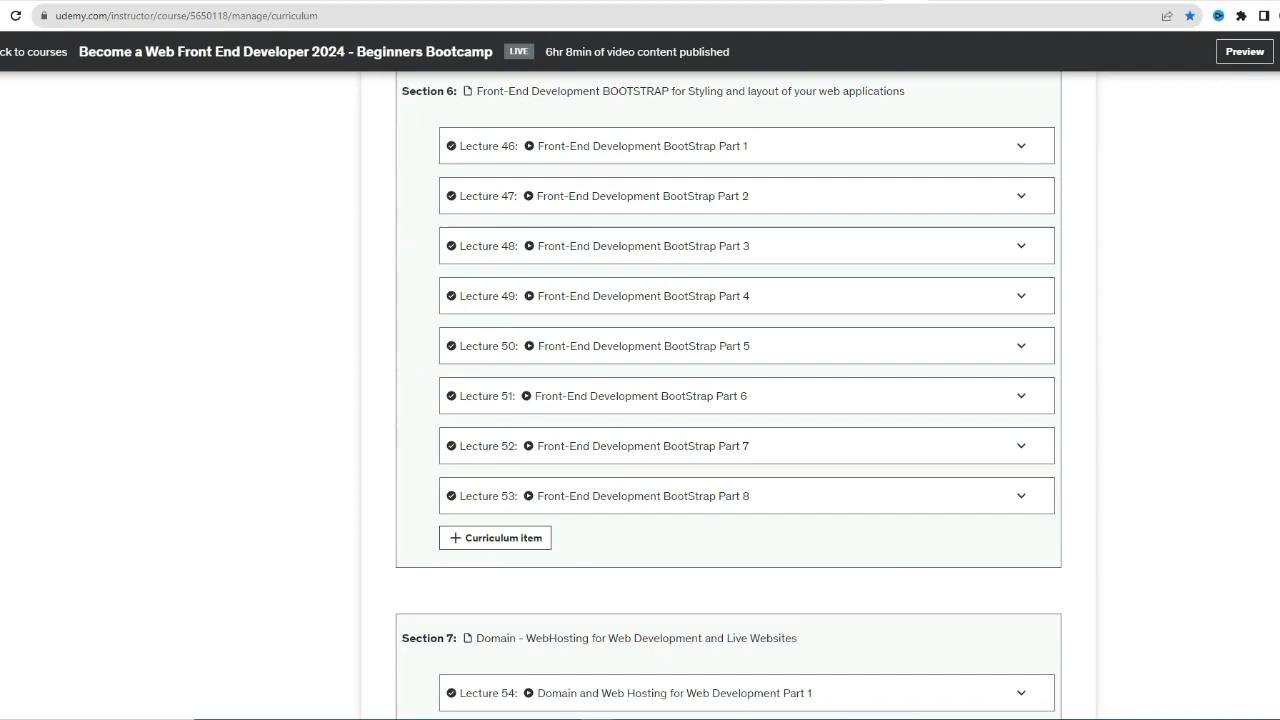 udemy.com/instructor/course/5650118/manage/curriculum
ck to courses Become a Web Front End Developer 2024 - Beginners Bootcamp LIVE 6hr 8min of video content published Preview
Section 6: Front-End Development BOOTSTRAP for Styling and layout of your web applications
Lecture 46: Front-End Development BootStrap Part 1
Lecture 47: Front-End Development BootStrap Part 2
Lecture 48: Front-End Development BootStrap Part 3
Lecture 49: Front-End Development BootStrap Part 4
Lecture 50: Front-End Development BootStrap Part 5
Lecture 51: Front-End Development BootStrap Part 6
Lecture 52: Front-End Development BootStrap Part 7
Lecture 53: Front-End Development BootStrap Part 8
+ Curriculum item
Section 7: Domain - WebHosting for Web Development and Live Websites
Lecture 54: Domain and Web Hosting for Web Development Part 1